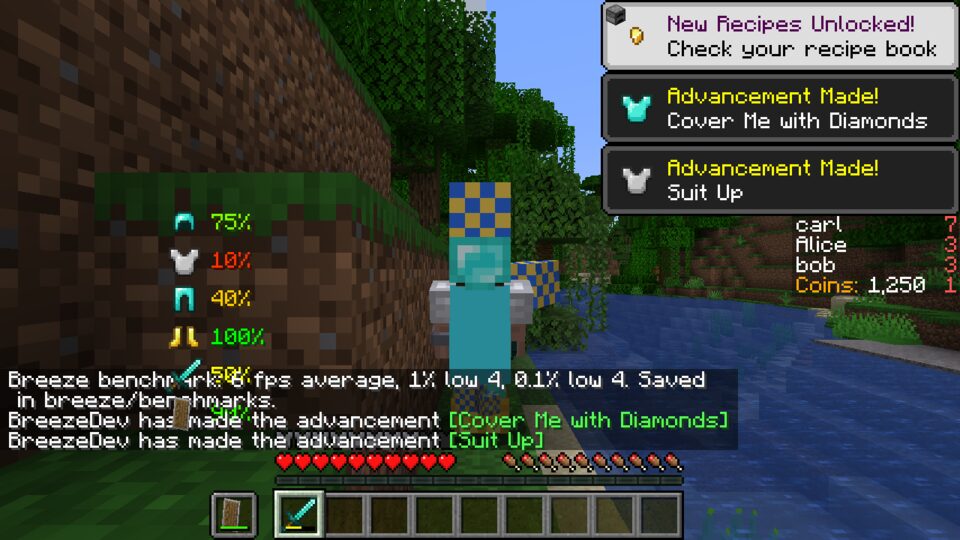 New Recipes Unlocked!
Check your recipe book
Advancement Made!
Cover Me with Diamonds
Advancement Made!
Suit Up
carl 7
Alice 3
bob 3
Coins: 1,250 1
75%
10%
40%
100%
50%
Breeze benchmark: 6 fps average, 1% low 4, 0.1% low 4. Saved
in breeze/benchmarks.
BreezeDev has made the advancement [Cover Me with Diamonds]
BreezeDev has made the advancement [Suit Up]